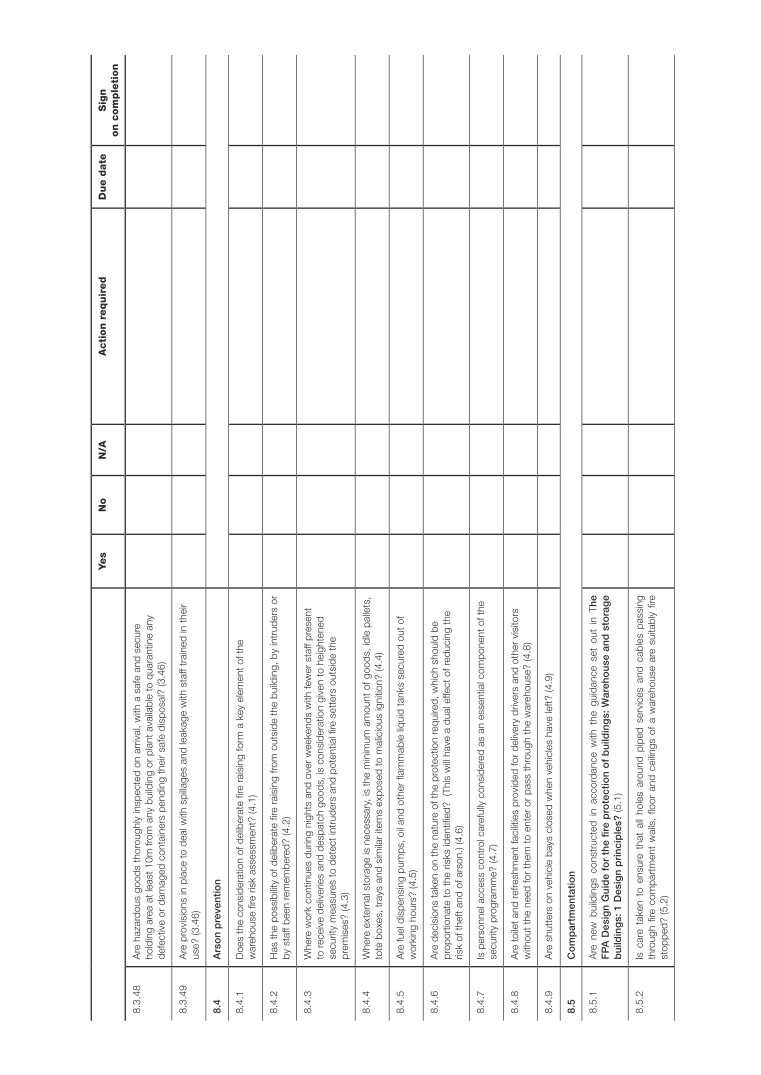 Yes No N/A Action required Due date Sign
on completion
8.3.48 Are hazardous goods thoroughly inspected on arrival, with a safe and secure
holding area at least 10m from any building or plant available to quarantine any
defective or damaged containers pending their safe disposal? (3.46)
8.3.49 Are provisions in place to deal with spillages and leakage with staff trained in their
use? (3.46)
8.4 Arson prevention
8.4.1 Does the consideration of deliberate fire raising form a key element of the
warehouse fire risk assessment? (4.1)
8.4.2 Has the possibility of deliberate fire raising from outside the building, by intruders or
by staff been remembered? (4.2)
8.4.3 Where work continues during nights and over weekends with fewer staff present
to receive deliveries and despatch goods, is consideration given to heightened
security measures to detect intruders and potential fire setters outside the
premises? (4.3)
8.4.4 Where external storage is necessary, is the minimum amount of goods, idle pallets,
tote boxes, trays and similar items exposed to malicious ignition? (4.4)
8.4.5 Are fuel dispensing pumps, oil and other flammable liquid tanks secured out of
working hours? (4.5)
8.4.6 Are decisions taken on the nature of the protection required, which should be
proportionate to the risks identified? (This will have a dual effect of reducing the
risk of theft and of arson.) (4.6)
8.4.7 Is personnel access control carefully considered as an essential component of the
security programme? (4.7)
8.4.8 Are toilet and refreshment facilities provided for delivery drivers and other visitors
without the need for them to enter or pass through the warehouse? (4.8)
8.4.9 Are shutters on vehicle bays closed when vehicles have left? (4.9)
8.5 Compartmentation
8.5.1 Are new buildings constructed in accordance with the guidance set out in The
FPA Design Guide for the fire protection of buildings: Warehouse and storage
buildings: 1 Design principles? (5.1)
8.5.2 Is care taken to ensure that all holes around piped services and cables passing
through fire compartment walls, floor and ceilings of a warehouse are suitably fire
stopped? (5.2)